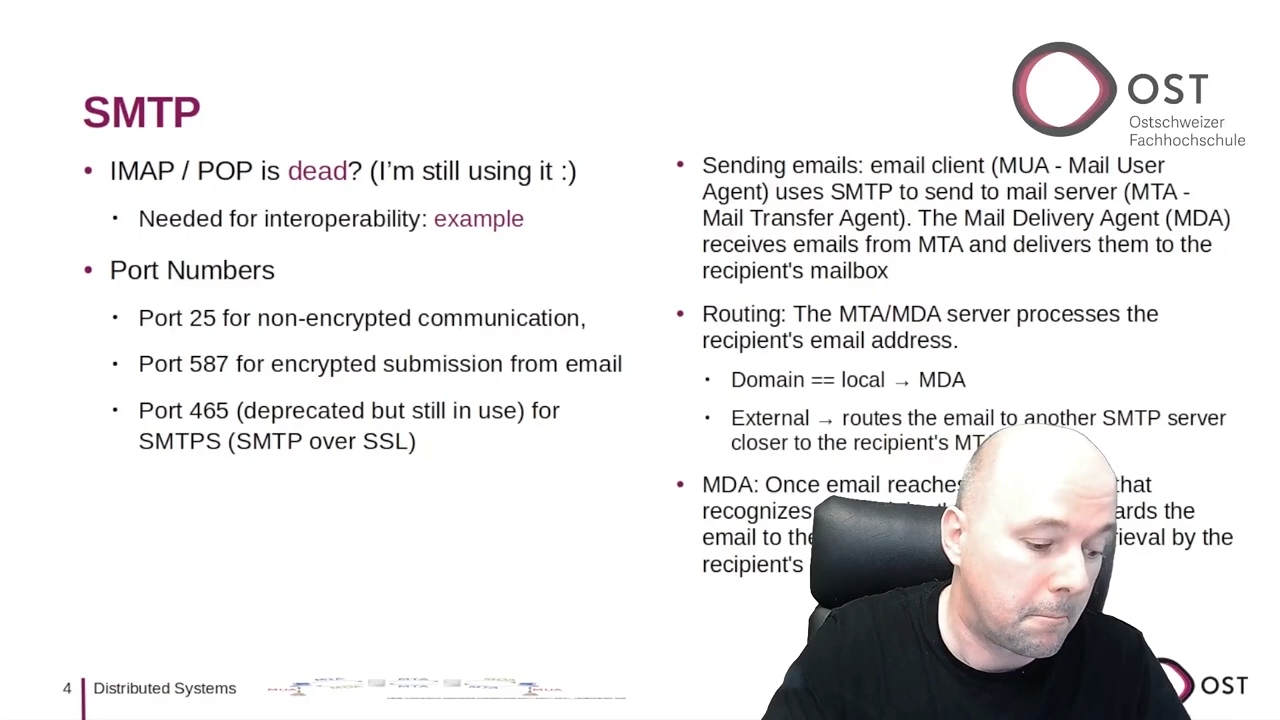 OST
Ostschweizer
Fachhochschule
SMTP
• IMAP / POP is dead? (I’m still using it :)
• Needed for interoperability: example
• Port Numbers
• Port 25 for non-encrypted communication,
• Port 587 for encrypted submission from email
• Port 465 (deprecated but still in use) for
SMTPS (SMTP over SSL)
• Sending emails: email client (MUA - Mail User
Agent) uses SMTP to send to mail server (MTA -
Mail Transfer Agent). The Mail Delivery Agent (MDA)
receives emails from MTA and delivers them to the
recipient's mailbox
• Routing: The MTA/MDA server processes the
recipient's email address.
• Domain == local → MDA
• External → routes the email to another SMTP server
closer to the recipient's
• MDA: Once email reaches that
recognizes the
email to the by the
recipient's
4 Distributed Systems
MUA MTA MUA
MTA
OST